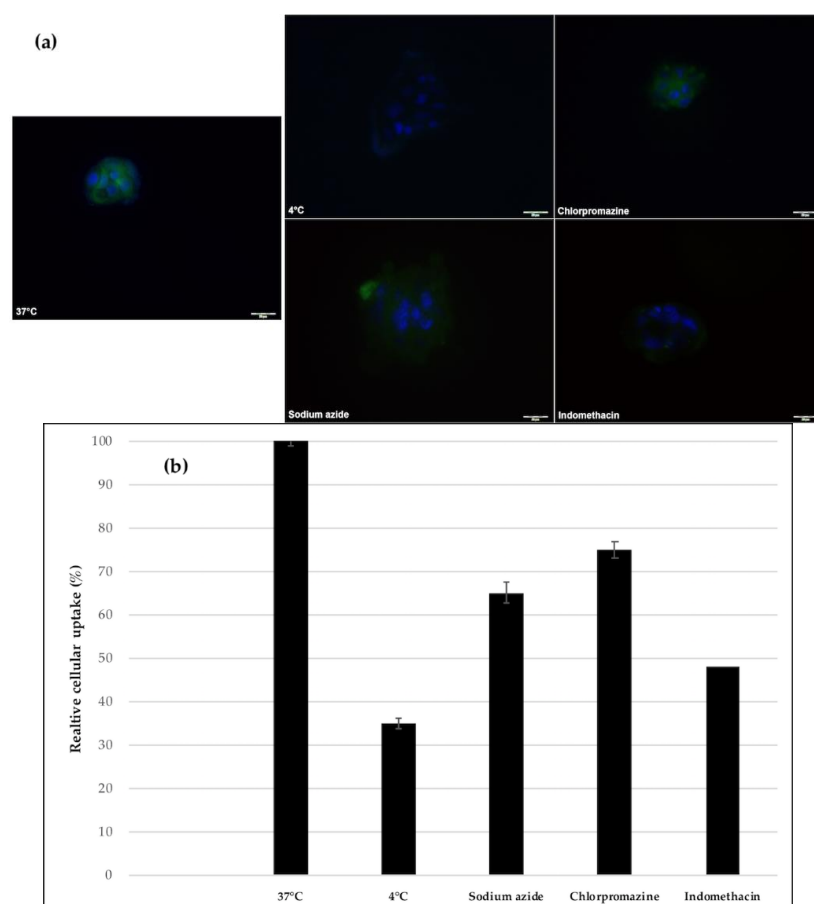 (a)
37°C
4°C
Chlorpromazine
Sodium azide
Indomethacin
(b)
Realtive cellular uptake (%)
100
90
80
70
60
50
40
30
20
10
0
37°C 4°C Sodium azide Chlorpromazine Indomethacin